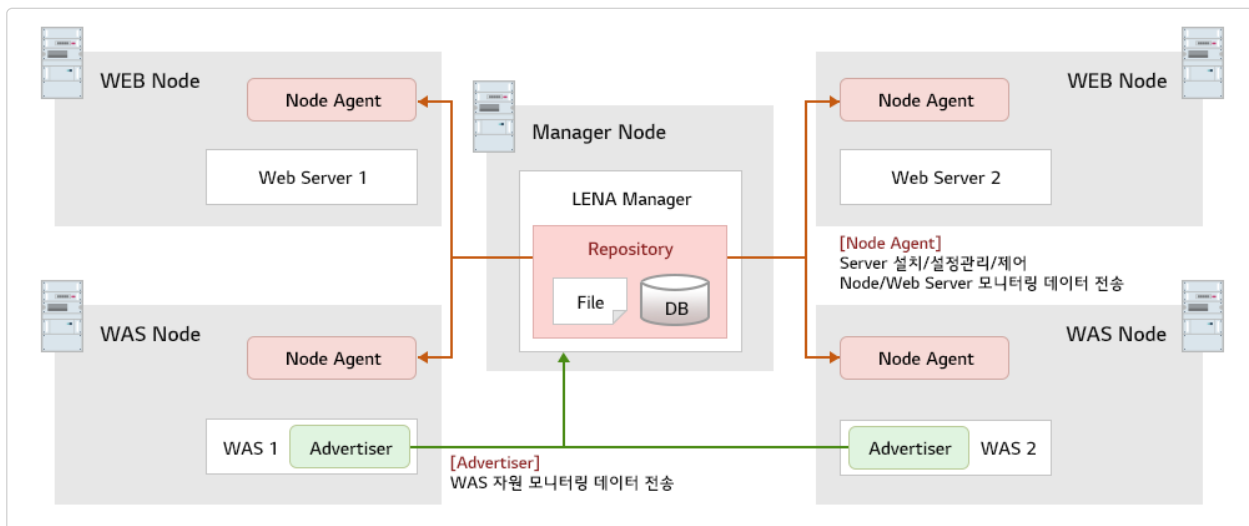 WEB Node
Node Agent
Web Server 1
Manager Node
LENA Manager
Repository
File
DB
WEB Node
Node Agent
Web Server 2
[Node Agent]
Server 설치/설정관리/제어
Node/Web Server 모니터링 데이터 전송
WAS Node
Node Agent
WAS 1
Advertiser
[Advertiser]
WAS 자원 모니터링 데이터 전송
WAS Node
Node Agent
Advertiser
WAS 2